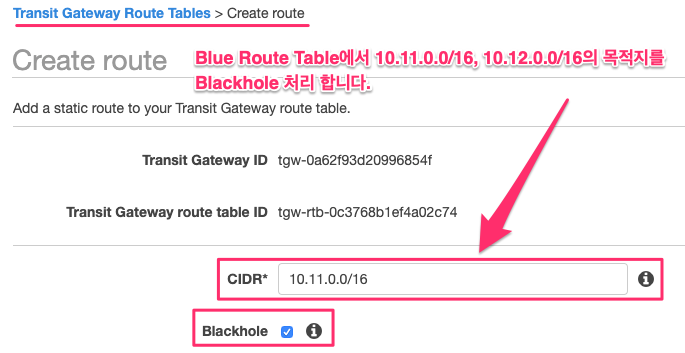 Transit Gateway Route Tables > Create route
Create route
Blue Route Table에서 10.11.0.0/16, 10.12.0.0/16의 목적지를
Blackhole 처리 합니다.
Add a static route to your Transit Gateway route table.
Transit Gateway ID tgw-0a62f93d20996854f
Transit Gateway route table ID tgw-rtb-0c3768b1ef4a02c74
CIDR* 10.11.0.0/16
Blackhole